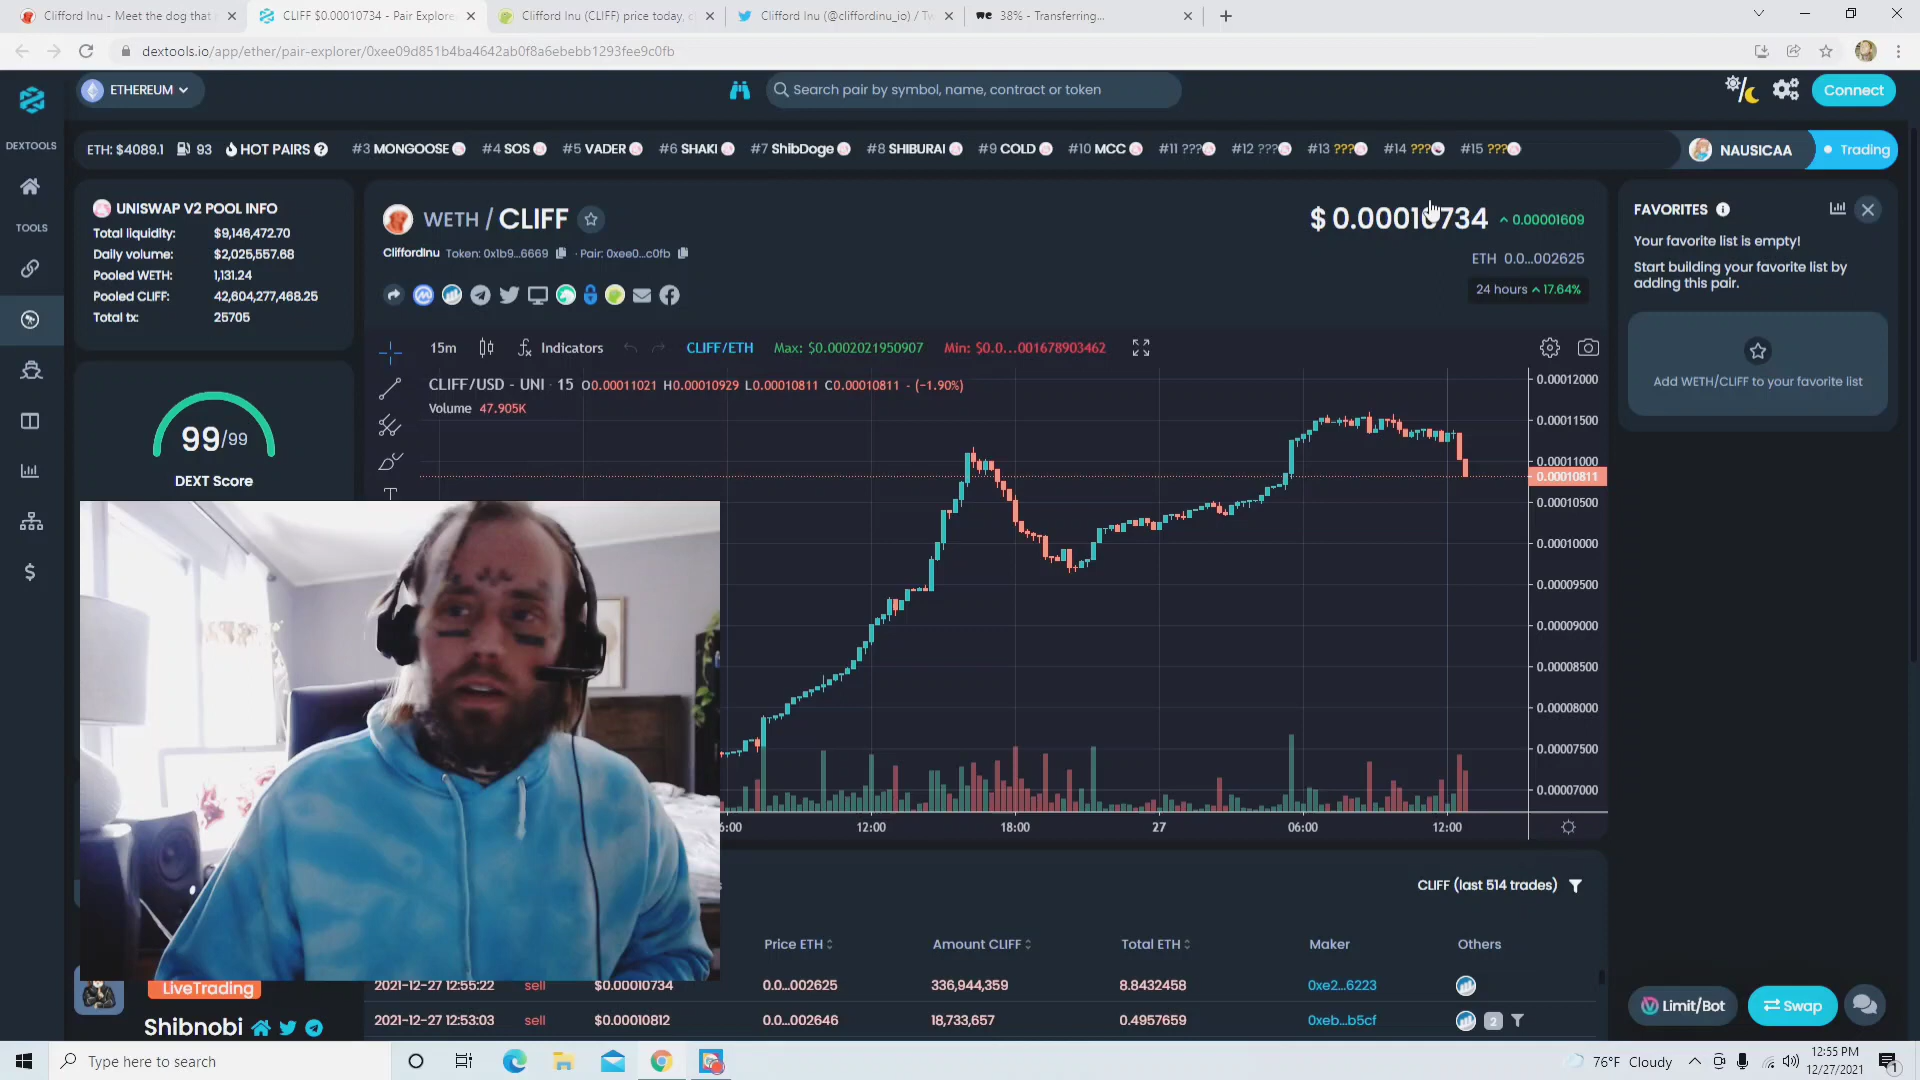 Clifford Inu - Meet the dog that
CLIFF $0.00010734 - Pair Explore
Clifford Inu (CLIFF) price today, c
Clifford Inu (@cliffordinu_io) / Tw
we 38% - Transferring...
dextools.io/app/ether/pair-explorer/0xee09d851b4ba4642ab0f8a6ebebb1293fee9c0fb
ETHEREUM
Search pair by symbol, name, contract or token
Connect
DEXTOOLS
ETH: $4089.1 93 HOT PAIRS #3 MONGOOSE #4 SOS #5 VADER #6 SHAKI #7 ShibDoge #8 SHIBURAI #9 COLD #10 MCC #11 ??? #12 ??? #13 ??? #14 ??? #15 ???
NAUSICAA Trading
TOOLS
UNISWAP V2 POOL INFO
Total liquidity: $9,146,472.70
Daily volume: $2,025,557.68
Pooled WETH: 1,131.24
Pooled CLIFF: 42,604,277,468.25
Total tx: 25705
99/99
DEXT Score
WETH / CLIFF
CliffordInu Token: 0x1b9...6669 · Pair: 0xee0...c0fb
$ 0.00010734 0.00001609
ETH 0.0...002625
24 hours 17.64%
FAVORITES
Your favorite list is empty!
Start building your favorite list by
adding this pair.
Add WETH/CLIFF to your favorite list
15m Indicators CLIFF/ETH Max: $0.0002021950907 Min: $0.0...001678903462
CLIFF/USD - UNI · 15 O0.00011021 H0.00010929 L0.00010811 C0.00010811 - (−1.90%)
Volume 47.905K
0.00012000
0.00011500
0.00011000
0.00010811
0.00010500
0.00010000
0.00009500
0.00009000
0.00008500
0.00008000
0.00007500
0.00007000
12:00 18:00 27 06:00 12:00
CLIFF (last 514 trades)
Price ETH Amount CLIFF Total ETH Maker Others
2021-12-27 12:55:22 sell $0.00010734 0.0...002625 336,944,359 8.8432458 0xe2...6223
2021-12-27 12:53:03 sell $0.00010812 0.0...002646 18,733,657 0.4957659 0xeb...b5cf 2
LiveTrading
Shibnobi
Limit/Bot
Swap
Type here to search
76°F Cloudy
12:55 PM
12/27/2021
1